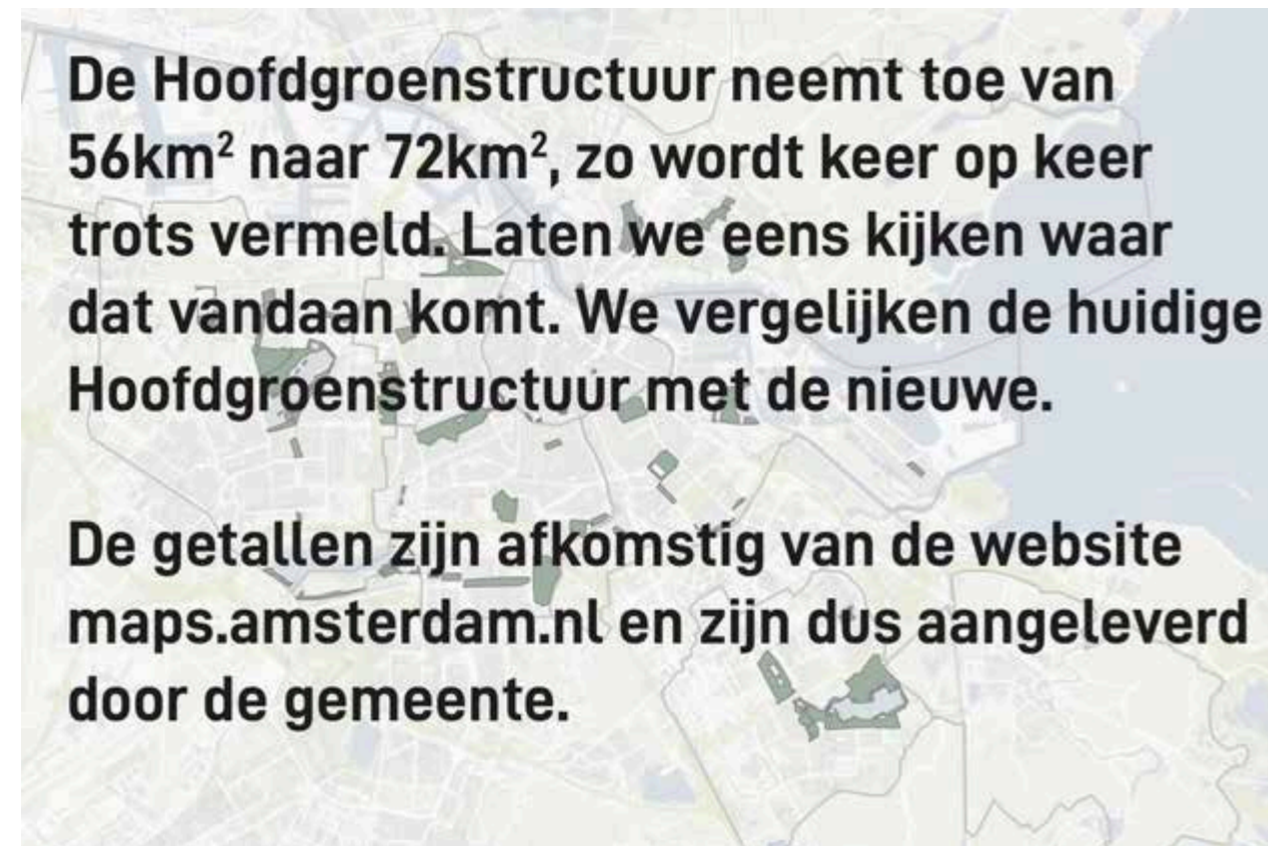 De Hoofdgroenstructuur neemt toe van
56km² naar 72km², zo wordt keer op keer
trots vermeld. Laten we eens kijken waar
dat vandaan komt. We vergelijken de huidige
Hoofdgroenstructuur met de nieuwe.
De getallen zijn afkomstig van de website
maps.amsterdam.nl en zijn dus aangeleverd
door de gemeente.